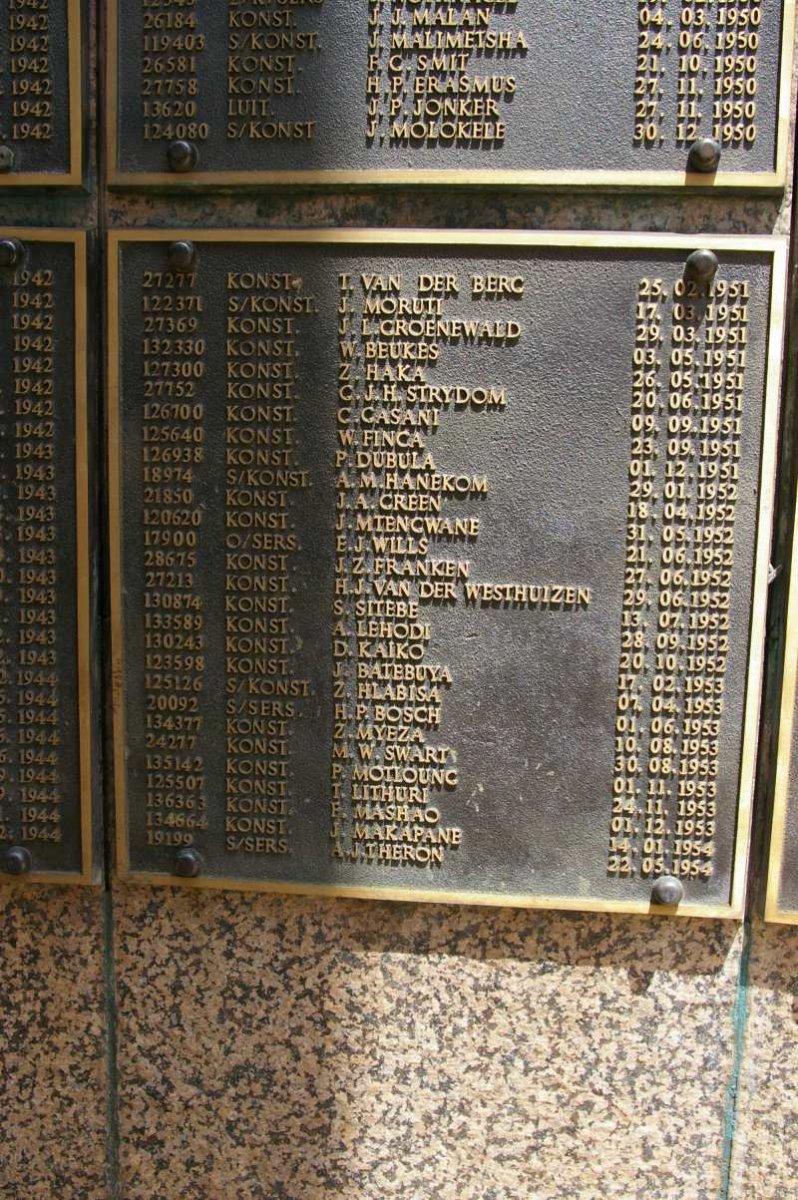 1942
1942
1942
1942
1942
1942
26184 KONST. J. J. MALAN 04.03.1950
119403 S/KONST. J. MALIMETSHA 24.06.1950
26581 KONST. F. C. SMIT 21.10.1950
27758 KONST. H. P. ERASMUS 27.11.1950
13620 LUIT. J. P. JONKER 27.11.1950
124080 S/KONST J. MOLOKELE 30.12.1950
1942
1942
1942
1942
1942
1942
1942
1942
1943
1943
1943
1943
1943
1943
1943
1943
1943
1943
1943
1944
1944
1944
1944
1944
1944
1944
1944
1944
27277 KONST. T. VAN DER BERG 25.02.1951
122371 S/KONST. J. MORUTI 17.03.1951
27369 KONST. J. L. GROENEWALD 29.03.1951
132330 KONST. W. BEUKES 03.05.1951
127300 KONST. Z. HAKA 26.05.1951
27752 KONST. G. J. H. STRYDOM 20.06.1951
126700 KONST. C. CASANI 09.09.1951
125640 KONST. W. FINCA 23.09.1951
126938 KONST. P. DUBULA 01.12.1951
18974 S/KONST. A. M. HANEKOM 29.01.1952
21850 KONST. J. A. GREEN 18.04.1952
120620 KONST. J. MTENGWANE 31.05.1952
17900 O/SERS. E. J. WILLS 21.06.1952
28675 KONST. J. Z. FRANKEN 27.06.1952
27213 KONST. H. J. VAN DER WESTHUIZEN 29.06.1952
130874 KONST. S. SITEBE 13.07.1952
133589 KONST. A. LEHODI 28.09.1952
130243 KONST. D. KAIKO 20.10.1952
123598 KONST. J. BATEBUYA 17.02.1953
125126 S/KONST. Z. HLABISA 07.04.1953
20092 S/SERS. H. P. BOSCH 01.06.1953
134377 KONST. Z. MYEZA 10.08.1953
24277 KONST. M. W. SWART 30.08.1953
135142 KONST. P. MOTLOUNG 01.11.1953
125507 KONST. T. LITHURI 24.11.1953
136363 KONST. F. MASHAO 01.12.1953
134664 KONST. J. MAKAPANE 14.01.1954
19199 S/SERS. A. J. THERON 22.05.1954